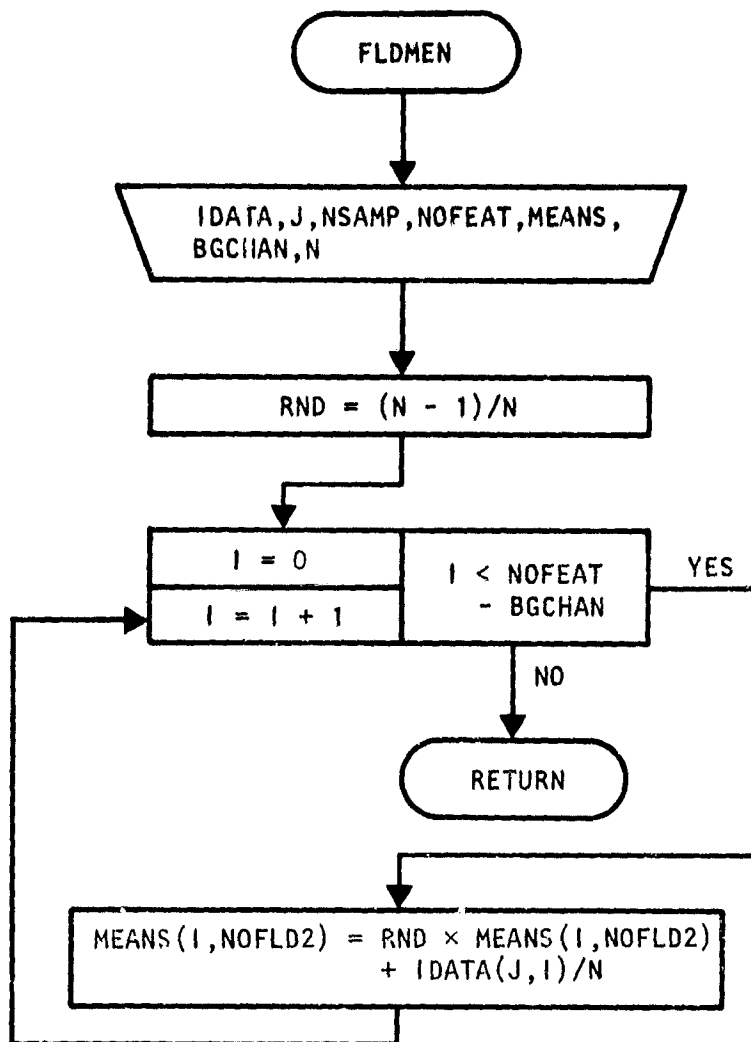 FLDMEN
IDATA,J,NSAMP,NOFEAT,MEANS,
BGCHAN,N
RND = (N - 1)/N
I = 0
I = I + 1
I < NOFEAT
- BGCHAN
YES
NO
RETURN
MEANS(I,NOFLD2) = RND × MEANS(I,NOFLD2)
+ IDATA(J,I)/N